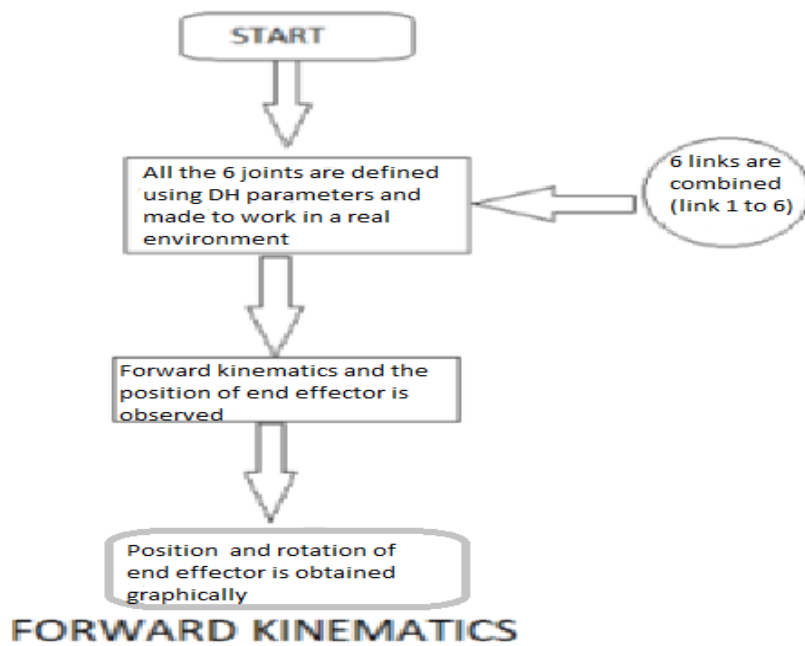 START
All the 6 joints are defined
using DH parameters and
made to work in a real
environment
6 links are
combined
(link 1 to 6)
Forward kinematics and the
position of end effector is
observed
Position and rotation of
end effector is obtained
graphically
FORWARD KINEMATICS